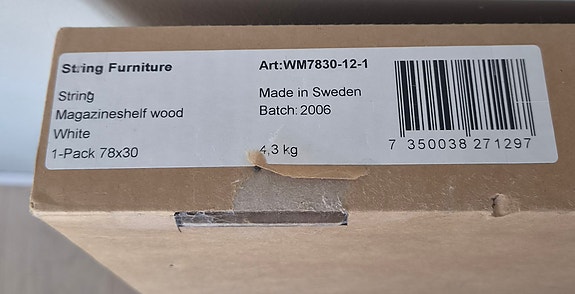 String Furniture
Art:WM7830-12-1
String
Made in Sweden
Magazineshelf wood
Batch: 2006
White
1-Pack 78x30
4,3 kg
7 350038 271297